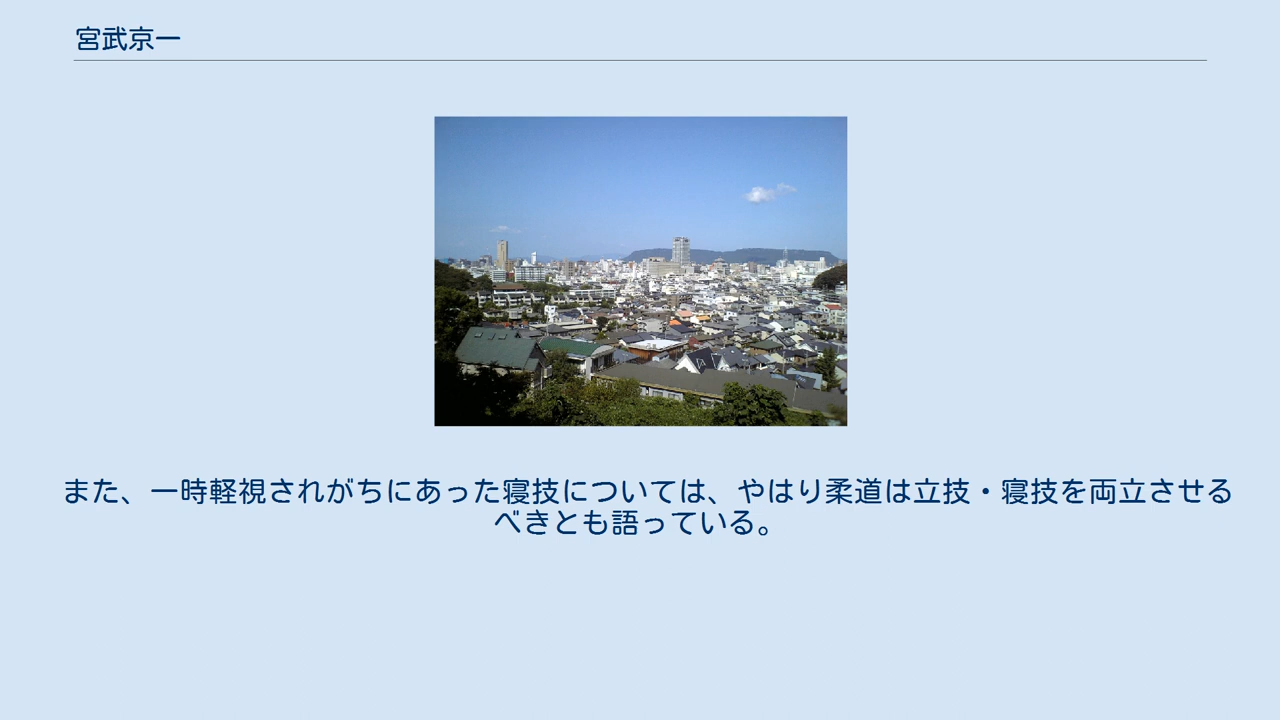 宮武京一
また、一時軽視されがちにあった寝技については、やはり柔道は立技・寝技を両立させる
べきとも語っている。